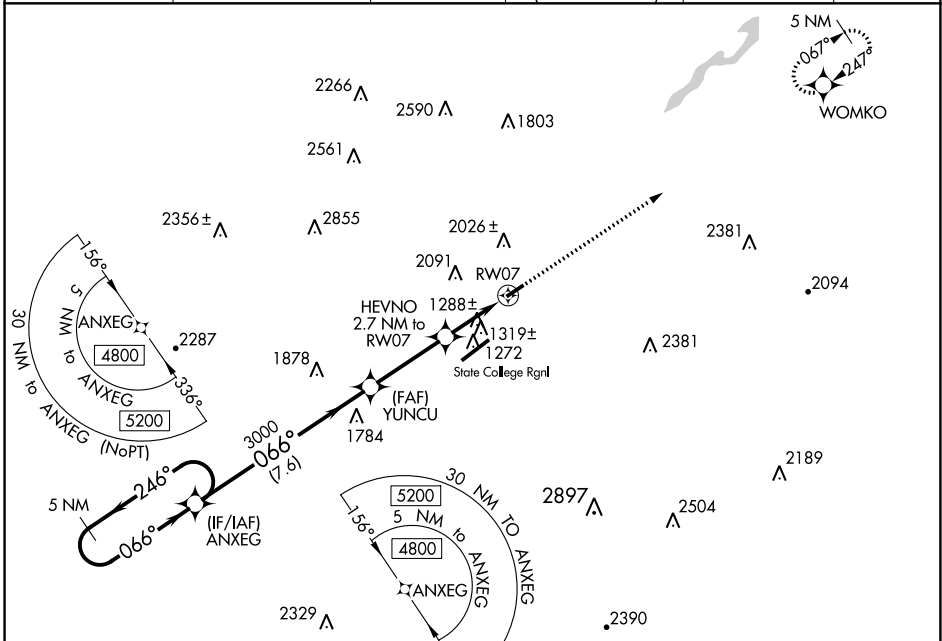 5 NM
067°
247°
WOMKO
2266
2590
1803
2561
2356±
2855
2026±
2381
2091
RW07
2094
156°
5 NM to ANXEG
ANXEG
4800
336°
30 NM to ANXEG (NoPT)
5200
2287
HEVNO
2.7 NM to
RW07
1288±
1319±
1272
State College Rgnl
2381
1878
(FAF)
YUNCU
1784
3000
066°
(7.6)
2189
5 NM
246°
066°
(IF/IAF)
ANXEG
30 NM TO ANXEG
5200
156°
5 NM to ANXEG
4800
ANXEG
2897
2504
2329
2390